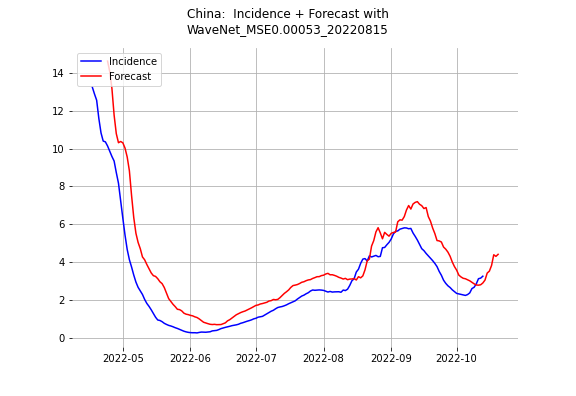 China:  Incidence + Forecast with
WaveNet_MSE0.00053_20220815
Incidence
Forecast
14
12
10
8
6
4
2
0
2022-05 2022-06 2022-07 2022-08 2022-09 2022-10